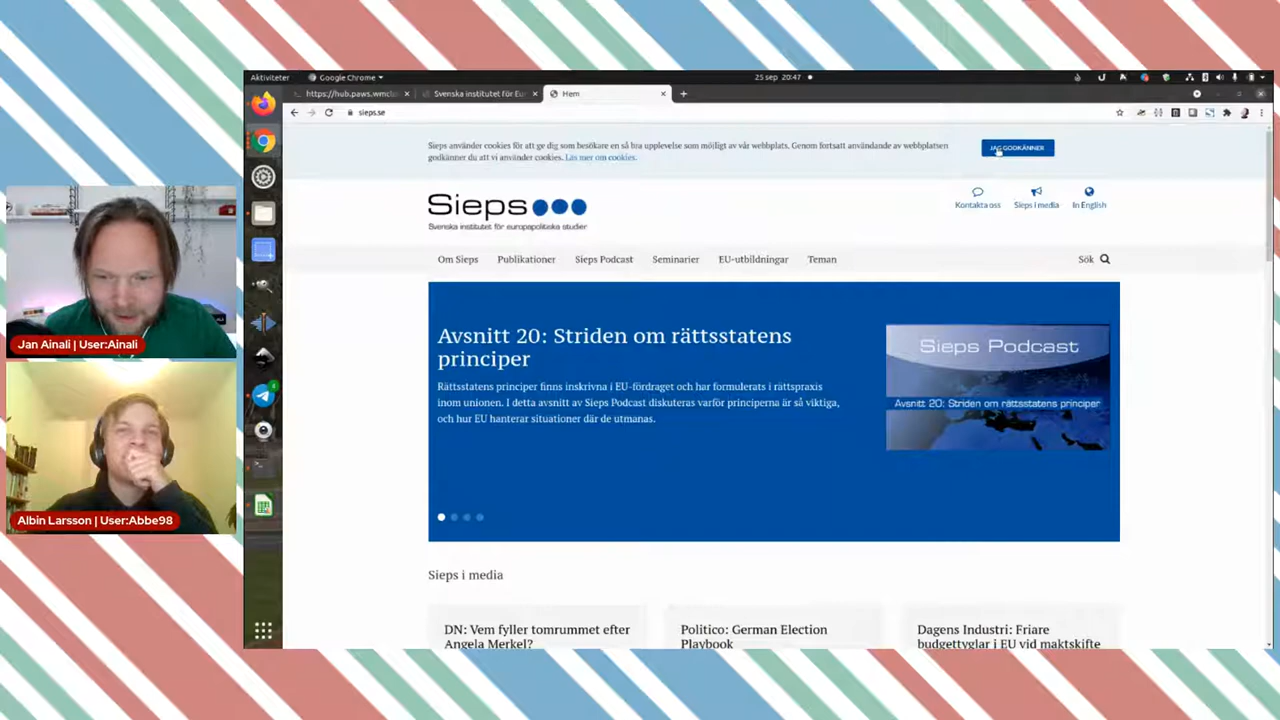 Aktiviteter
Google Chrome
25 sep 20:47
https://hub.paws.wmcl
Svenska institutet för Eu
Hem
sieps.se
Sieps använder cookies för att ge dig som besökare en så bra upplevelse som möjligt av vår webbplats. Genom fortsatt användande av webbplatsen
godkänner du att vi använder cookies. Läs mer om cookies.
JAG GODKÄNNER
Sieps
Svenska institutet för europapolitiska studier
Kontakta oss
Sieps i media
In English
Om Sieps
Publikationer
Sieps Podcast
Seminarier
EU-utbildningar
Teman
Sök
Avsnitt 20: Striden om rättsstatens
principer
Rättsstatens principer finns inskrivna i EU-fördraget och har formulerats i rättspraxis
inom unionen. I detta avsnitt av Sieps Podcast diskuteras varför principerna är så viktiga,
och hur EU hanterar situationer där de utmanas.
Sieps Podcast
Avsnitt 20: Striden om rättsstatens principer
Sieps i media
DN: Vem fyller tomrummet efter
Angela Merkel?
Politico: German Election
Playbook
Dagens Industri: Friare
budgettyglar i EU vid maktskifte
Jan Ainali | User:Ainali
Albin Larsson | User:Abbe98